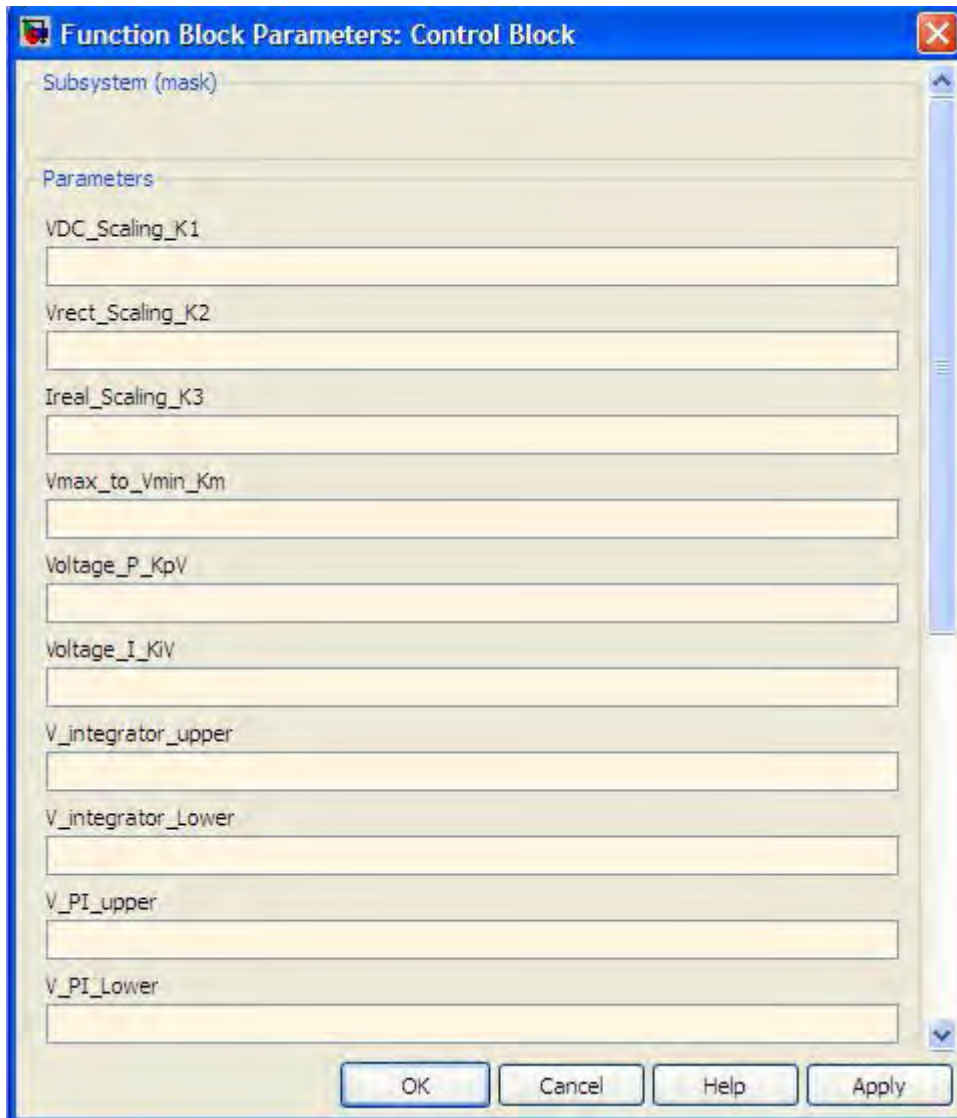 Function Block Parameters: Control Block
Subsystem (mask)
Parameters
VDC_Scaling_K1
Vrect_Scaling_K2
Ireal_Scaling_K3
Vmax_to_Vmin_Km
Voltage_P_KpV
Voltage_I_KiV
V_integrator_upper
V_integrator_Lower
V_PI_upper
V_PI_Lower
OK Cancel Help Apply